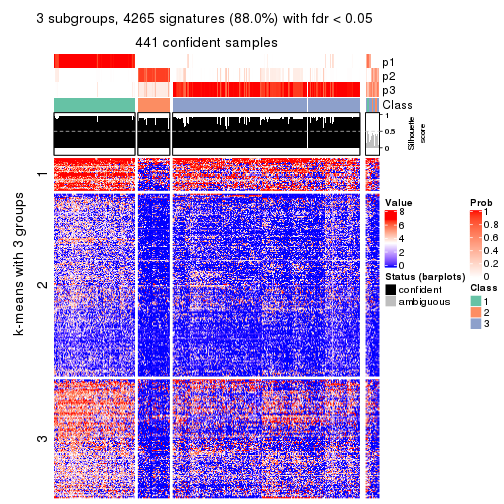 3 subgroups, 4265 signatures (88.0%) with fdr < 0.05
441 confident samples
p1
p2
p3
Class
1
0.5
0
Silhouette
score
k-means with 3 groups
1
2
3
Value
8
6
4
2
0
Status (barplots)
confident
ambiguous
Prob
1
0.8
0.6
0.4
0.2
0
Class
1
2
3